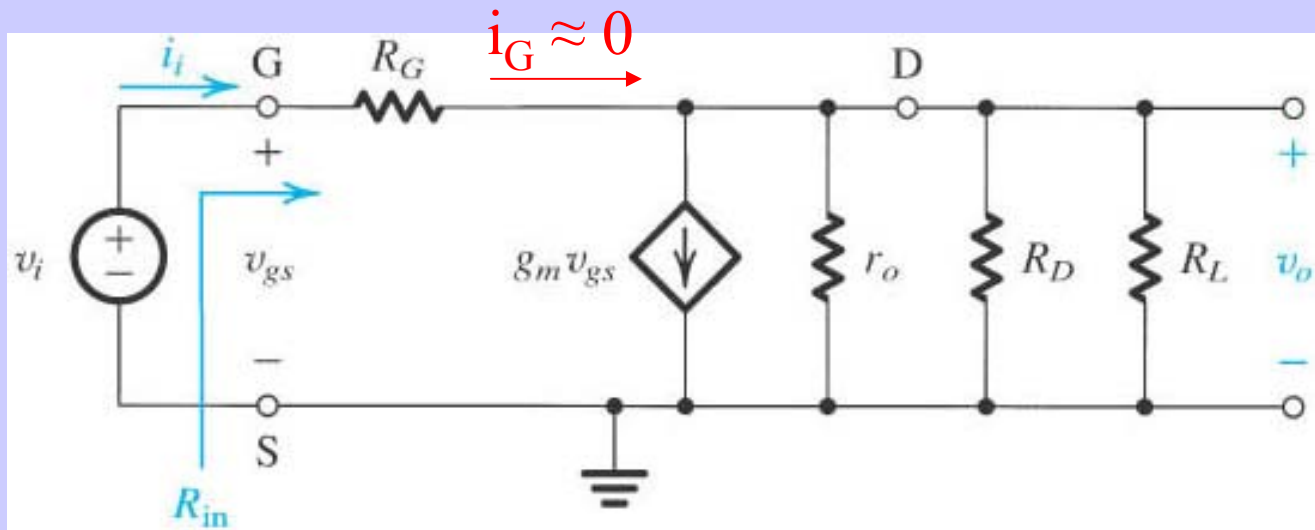 i_G ≈ 0
i_i
G
R_G
D
+
+
+
−
v_i
v_gs
g_m v_gs
r_o
R_D
R_L
v_o
−
−
S
R_in